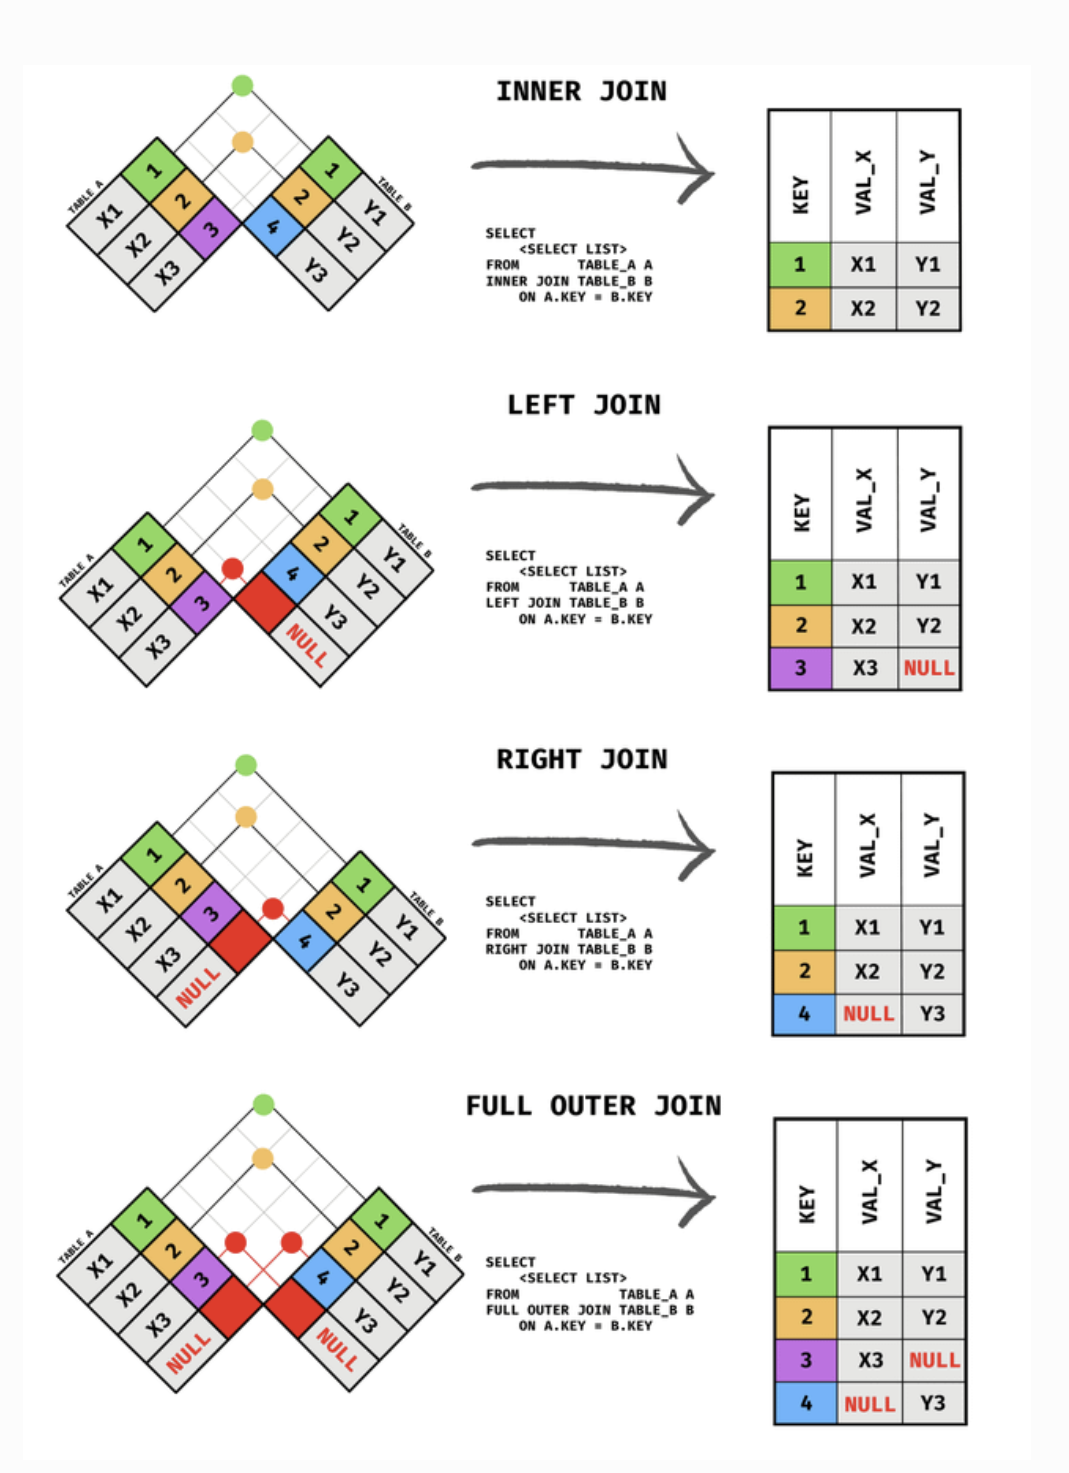 INNER JOIN
TABLE A
1
2
3
X1
X2
X3
TABLE B
1
2
4
Y1
Y2
Y3
SELECT
<SELECT LIST>
FROM TABLE_A A
INNER JOIN TABLE_B B
ON A.KEY = B.KEY
KEY VAL_X VAL_Y
1 X1 Y1
2 X2 Y2
LEFT JOIN
TABLE A
1
2
3
X1
X2
X3
TABLE B
1
2
4
Y1
Y2
Y3
NULL
SELECT
<SELECT LIST>
FROM TABLE_A A
LEFT JOIN TABLE_B B
ON A.KEY = B.KEY
KEY VAL_X VAL_Y
1 X1 Y1
2 X2 Y2
3 X3 NULL
RIGHT JOIN
TABLE A
1
2
3
X1
X2
X3
NULL
TABLE B
1
2
4
Y1
Y2
Y3
SELECT
<SELECT LIST>
FROM TABLE_A A
RIGHT JOIN TABLE_B B
ON A.KEY = B.KEY
KEY VAL_X VAL_Y
1 X1 Y1
2 X2 Y2
4 NULL Y3
FULL OUTER JOIN
TABLE A
1
2
3
X1
X2
X3
NULL
TABLE B
1
2
4
Y1
Y2
Y3
NULL
SELECT
<SELECT LIST>
FROM TABLE_A A
FULL OUTER JOIN TABLE_B B
ON A.KEY = B.KEY
KEY VAL_X VAL_Y
1 X1 Y1
2 X2 Y2
3 X3 NULL
4 NULL Y3